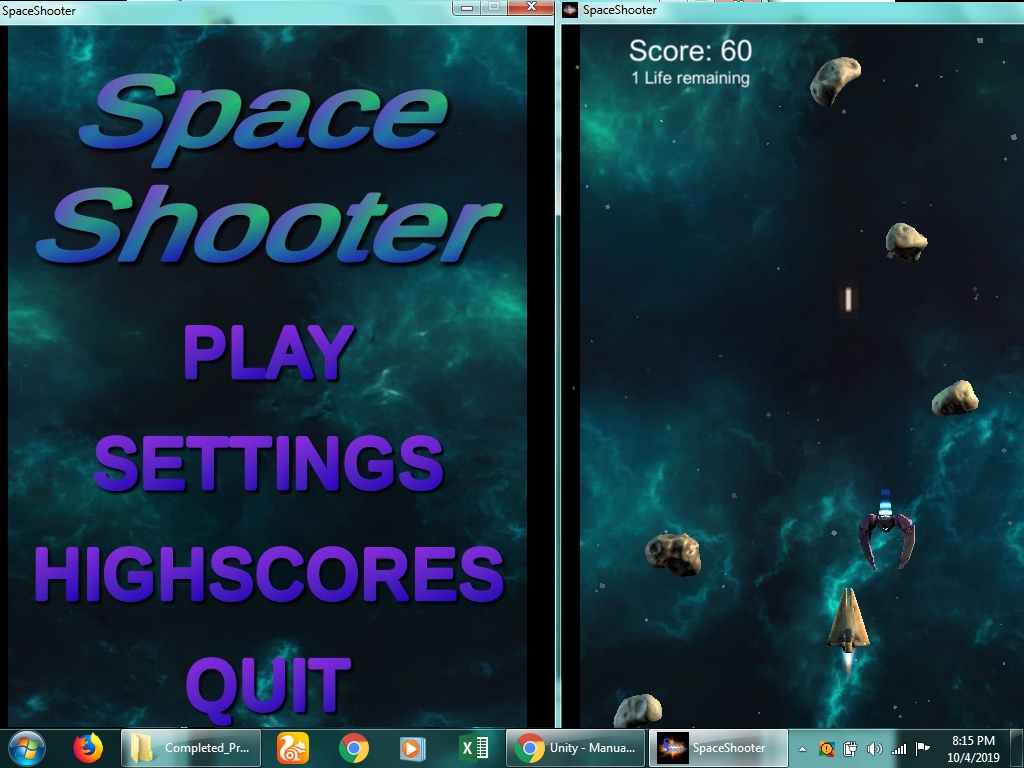 SpaceShooter
Space
Shooter
PLAY
SETTINGS
HIGHSCORES
QUIT
SpaceShooter
Score: 60
1 Life remaining
Completed_Pr...
Unity - Manua...
SpaceShooter
8:15 PM
10/4/2019